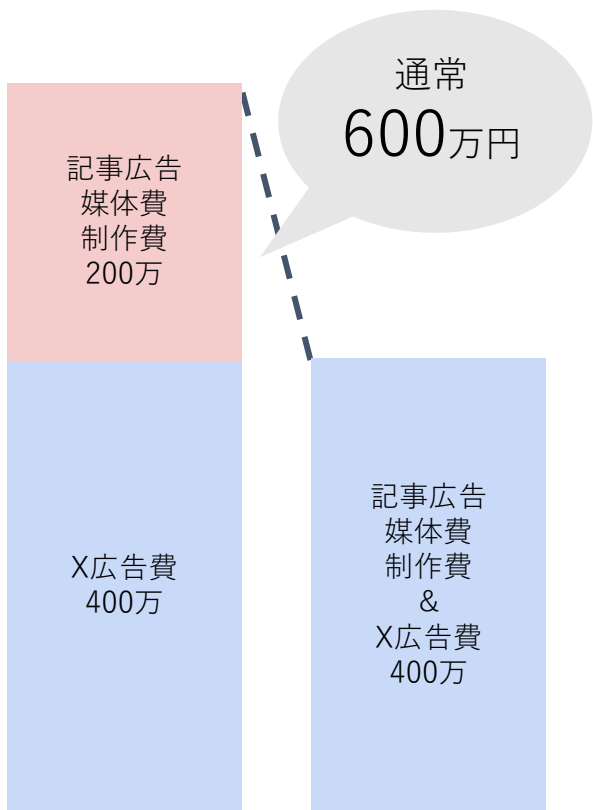 通常
600万円
記事広告
媒体費
制作費
200万
X広告費
400万
記事広告
媒体費
制作費
&
X広告費
400万